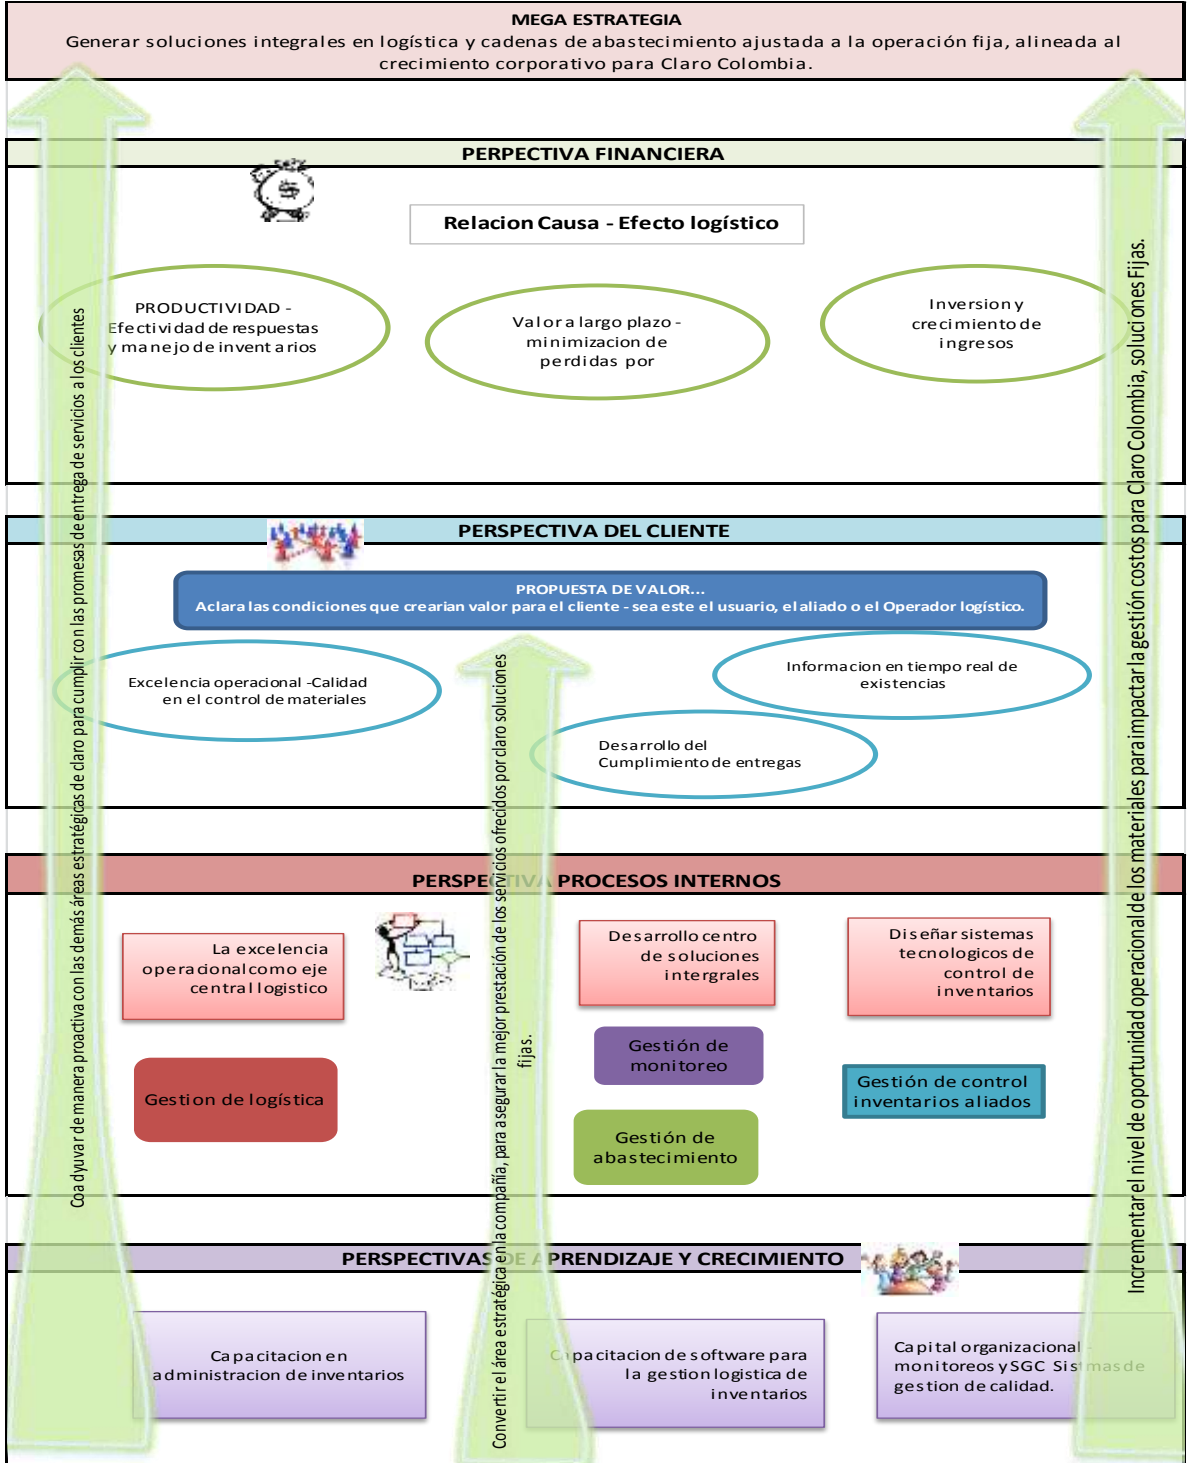 MEGA ESTRATEGIA
Generar soluciones integrales en logística y cadenas de abastecimiento ajustada a la operación fija, alineada al
crecimiento corporativo para Claro Colombia.
PERPECTIVA FINANCIERA
$
Relacion Causa - Efecto logístico
PRODUCTIVIDAD -
Efectividad de respuestas
y manejo de inventarios
Valor a largo plazo -
minimizacion de
perdidas por
Inversion y
crecimiento de
ingresos
PERSPECTIVA DEL CLIENTE
PROPUESTA DE VALOR...
Aclara las condiciones que crearian valor para el cliente - sea este el usuario, el aliado o el Operador logístico.
Excelencia operacional -Calidad
en el control de materiales
Informacion en tiempo real de
existencias
Desarrollo del
Cumplimiento de entregas
PERSPECTIVA PROCESOS INTERNOS
La excelencia
operacional como eje
central logistico
Desarrollo centro
de soluciones
intergrales
Diseñar sistemas
tecnologicos de
control de
inventarios
Gestion de logística
Gestión de
monitoreo
Gestión de control
inventarios aliados
Gestión de
abastecimiento
PERSPECTIVAS DE APRENDIZAJE Y CRECIMIENTO
Capacitacion en
administracion de inventarios
Capacitacion de software para
la gestion logistica de
inventarios
Capital organizacional -
monitoreos y SGC Sistmas de
gestion de calidad.
Coadyuvar de manera proactiva con las demás áreas estratégicas de claro para cumplir con las promesas de entrega de servicios a los clientes
Convertir el área estratégica en la compañía, para asegurar la mejor prestación de los servicios ofrecidos por claro soluciones
fijas.
Incrementar el nivel de oportunidad operacional de los materiales para impactar la gestión costos para Claro Colombia, soluciones Fijas.